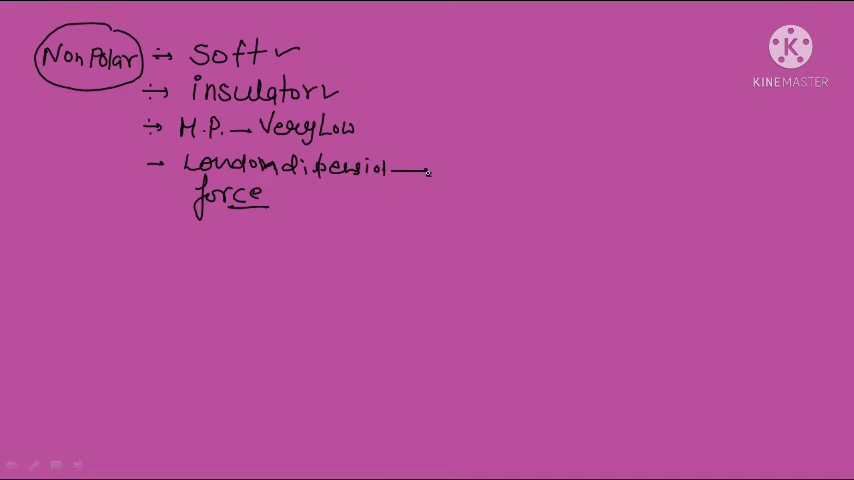 Non Polar → Soft
→ insulator
→ M.P. → Very Low
→ London dipersion →
force
K
KINEMASTER